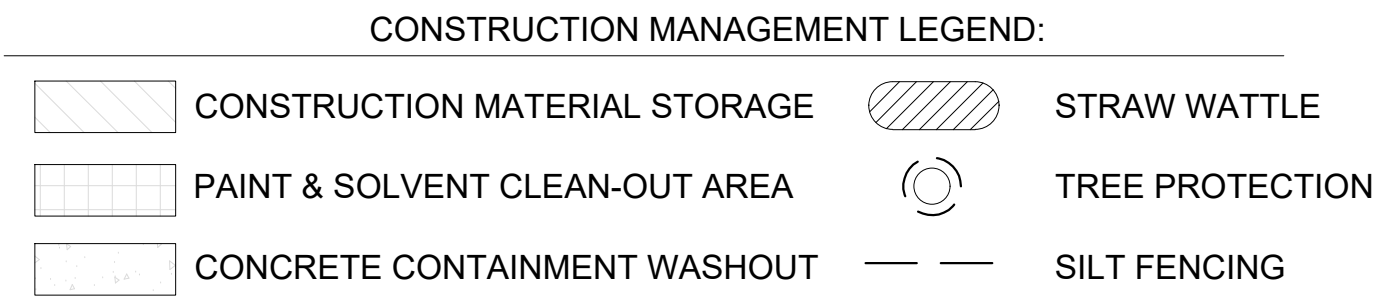 CONSTRUCTION MANAGEMENT LEGEND:
CONSTRUCTION MATERIAL STORAGE
STRAW WATTLE
PAINT & SOLVENT CLEAN-OUT AREA
TREE PROTECTION
CONCRETE CONTAINMENT WASHOUT
SILT FENCING